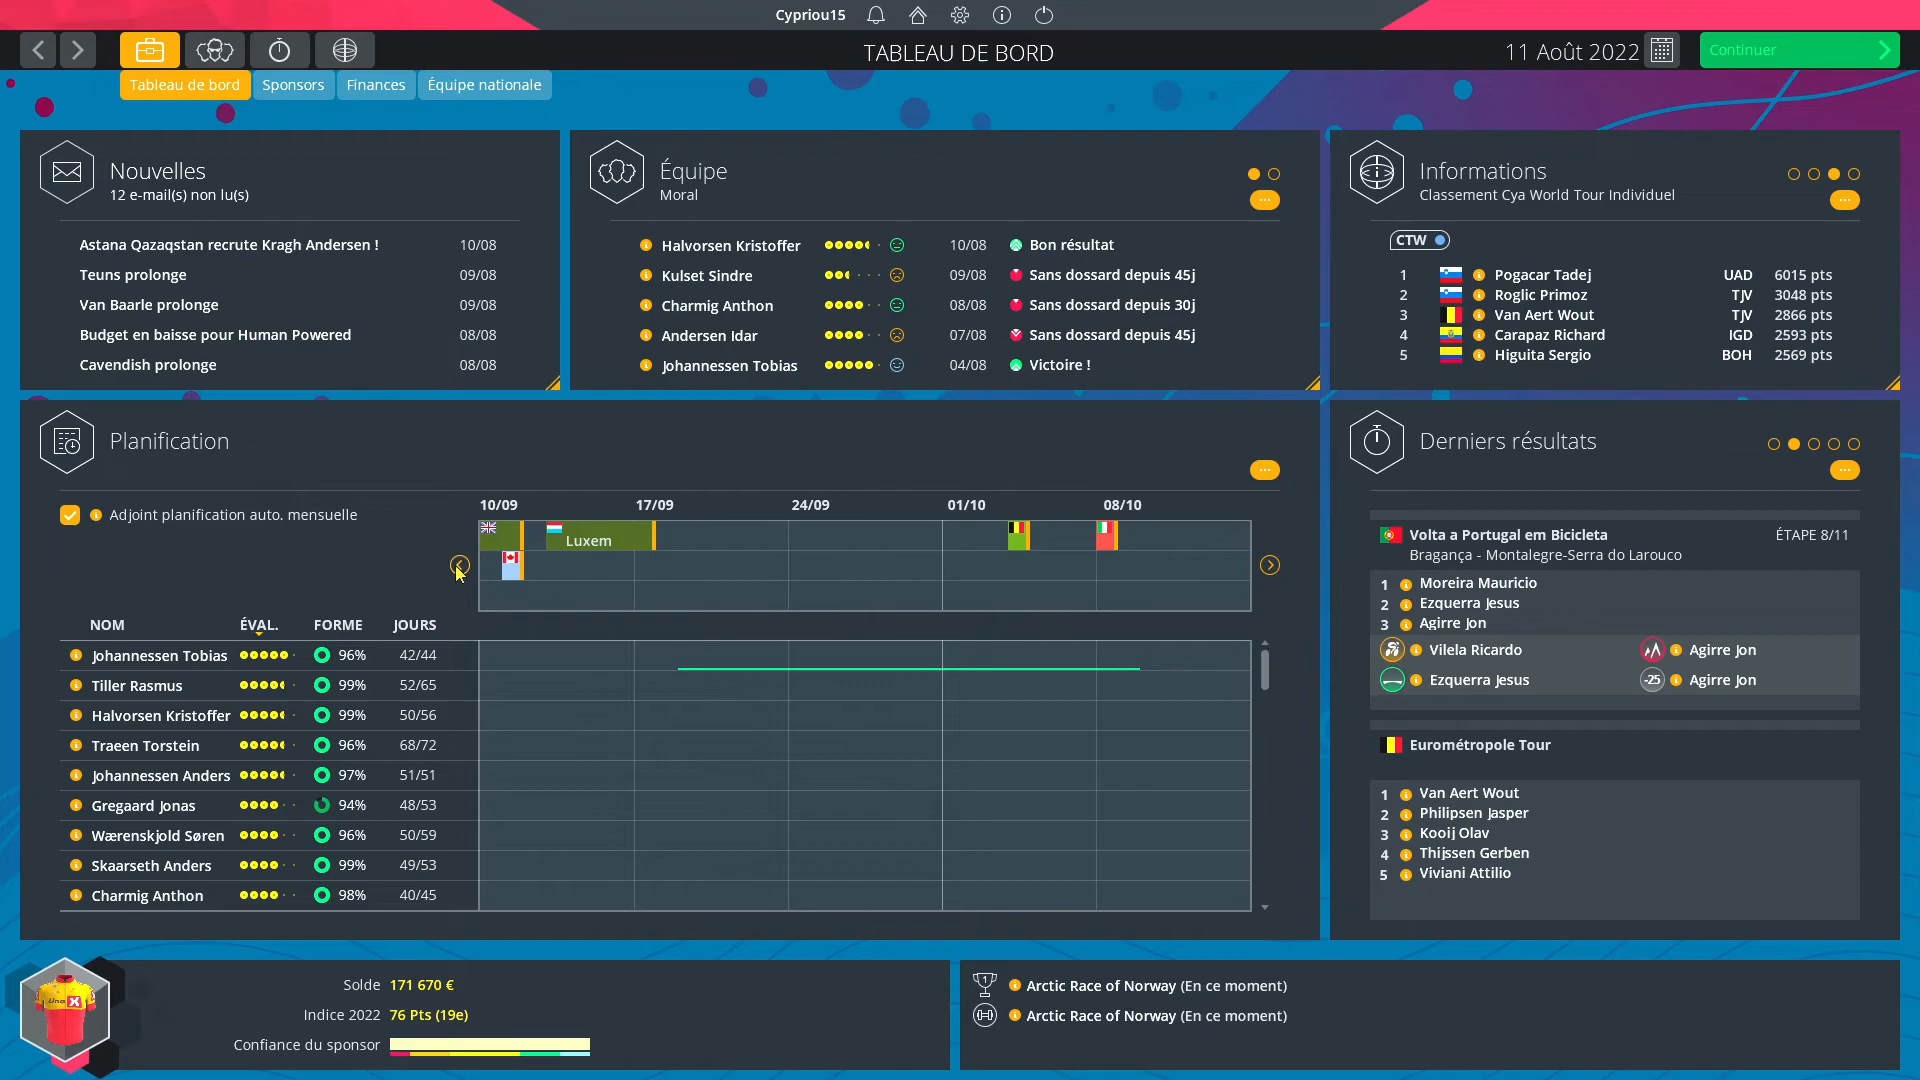 Cypriou15
TABLEAU DE BORD
11 Août 2022
Continuer
Tableau de bord
Sponsors
Finances
Équipe nationale
Nouvelles
12 e-mail(s) non lu(s)
Astana Qazaqstan recrute Kragh Andersen ! 10/08
Teuns prolonge 09/08
Van Baarle prolonge 09/08
Budget en baisse pour Human Powered 08/08
Cavendish prolonge 08/08
Équipe
Moral
Halvorsen Kristoffer 10/08 Bon résultat
Kulset Sindre 09/08 Sans dossard depuis 45j
Charmig Anthon 08/08 Sans dossard depuis 30j
Andersen Idar 07/08 Sans dossard depuis 45j
Johannessen Tobias 04/08 Victoire !
Informations
Classement Cya World Tour Individuel
CTW
1 Pogacar Tadej UAD 6015 pts
2 Roglic Primoz TJV 3048 pts
3 Van Aert Wout TJV 2866 pts
4 Carapaz Richard IGD 2593 pts
5 Higuita Sergio BOH 2569 pts
Planification
Adjoint planification auto. mensuelle
10/09 17/09 24/09 01/10 08/10
Luxem
NOM ÉVAL. FORME JOURS
Johannessen Tobias 96% 42/44
Tiller Rasmus 99% 52/65
Halvorsen Kristoffer 99% 50/56
Traeen Torstein 96% 68/72
Johannessen Anders 97% 51/51
Gregaard Jonas 94% 48/53
Wærenskjold Søren 96% 50/59
Skaarseth Anders 99% 49/53
Charmig Anthon 98% 40/45
Derniers résultats
Volta a Portugal em Bicicleta ÉTAPE 8/11
Bragança - Montalegre-Serra do Larouco
1 Moreira Mauricio
2 Ezquerra Jesus
3 Agirre Jon
Vilela Ricardo Agirre Jon
Ezquerra Jesus -25 Agirre Jon
Eurométropole Tour
1 Van Aert Wout
2 Philipsen Jasper
3 Kooij Olav
4 Thijssen Gerben
5 Viviani Attilio
Uno X
Solde 171 670 €
Indice 2022 76 Pts (19e)
Confiance du sponsor
1 Arctic Race of Norway (En ce moment)
Arctic Race of Norway (En ce moment)